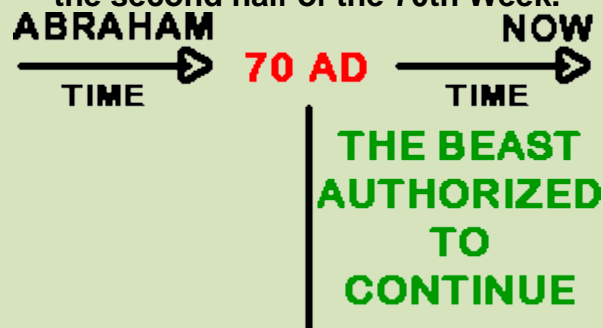 the second half of the 70th Week.
ABRAHAM NOW
70 AD
TIME TIME
THE BEAST
AUTHORIZED
TO
CONTINUE